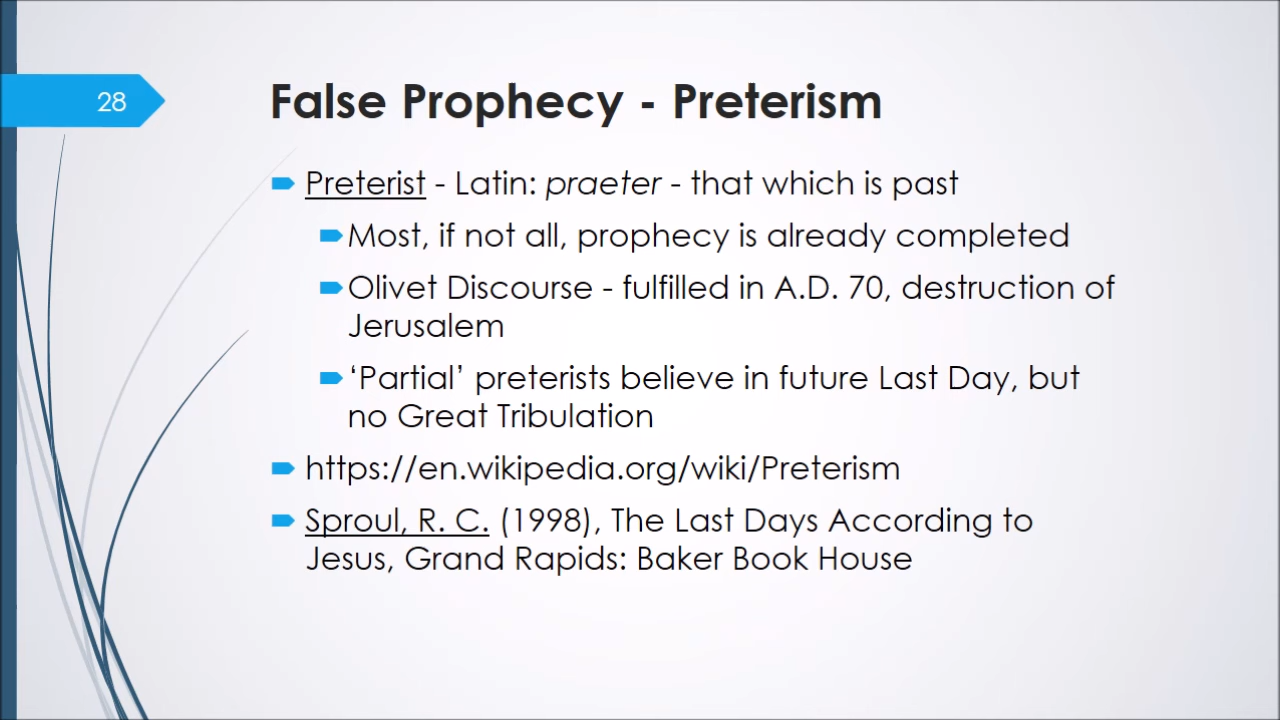 28
False Prophecy - Preterism
Preterist - Latin: praeter - that which is past
Most, if not all, prophecy is already completed
Olivet Discourse - fulfilled in A.D. 70, destruction of
Jerusalem
‘Partial’ preterists believe in future Last Day, but
no Great Tribulation
https://en.wikipedia.org/wiki/Preterism
Sproul, R. C. (1998), The Last Days According to
Jesus, Grand Rapids: Baker Book House